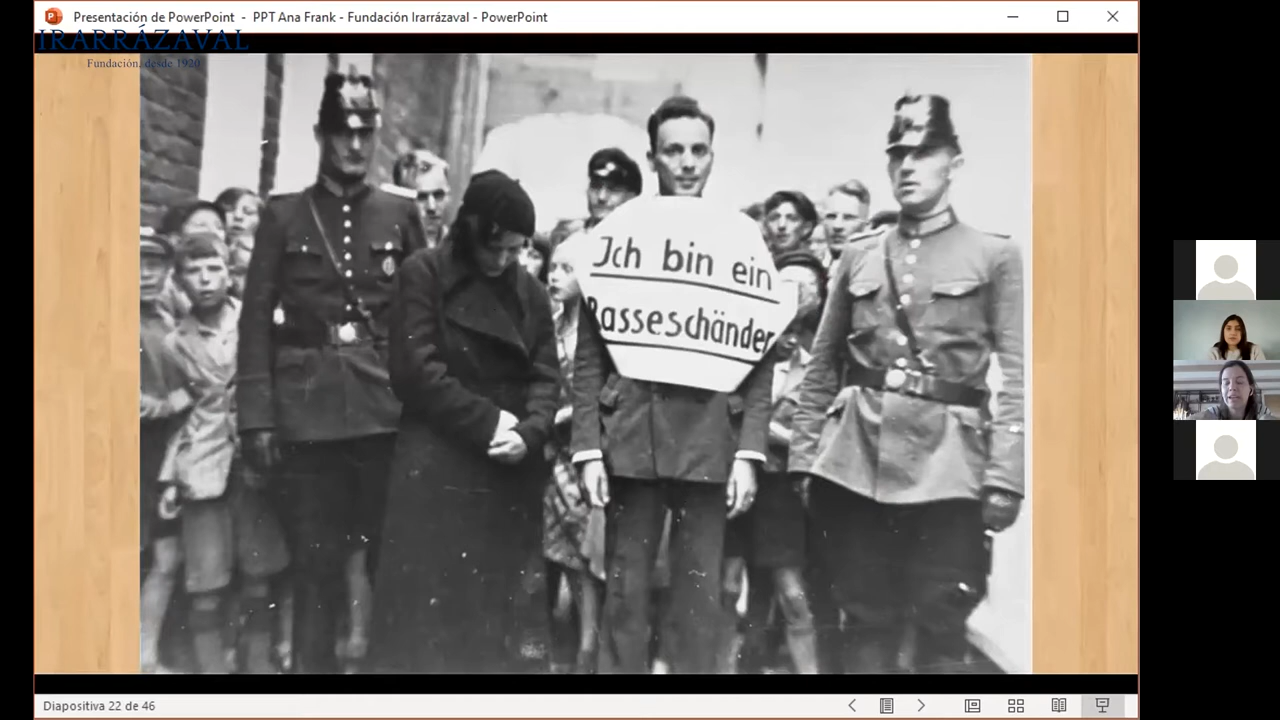 Presentación de PowerPoint - PPT Ana Frank - Fundación Irarrázaval - PowerPoint
IRARRÁZAVAL
Fundación, desde 1920
Jch bin ein
Rasseschänder
Diapositiva 22 de 46